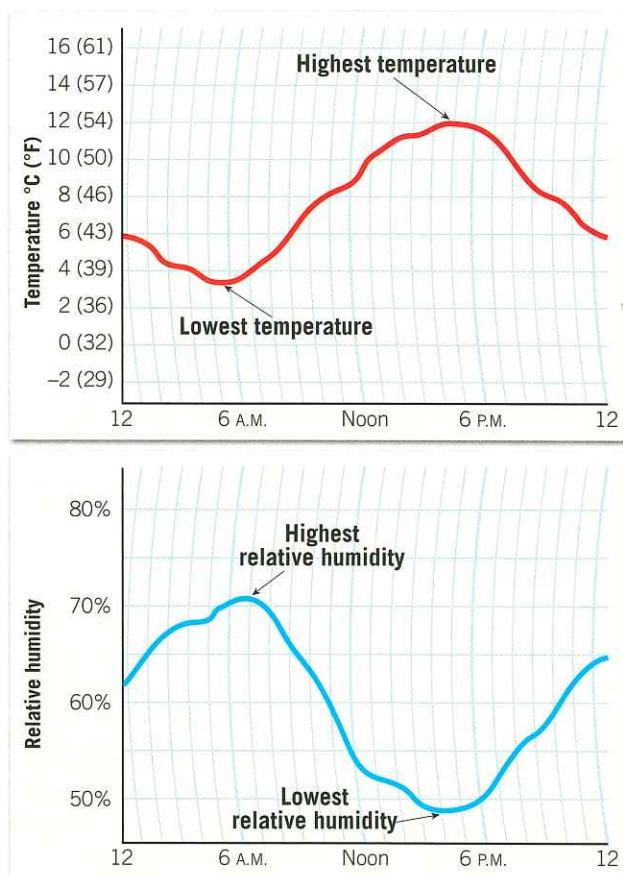 Temperature °C (°F)
16 (61)
14 (57)
12 (54)
10 (50)
8 (46)
6 (43)
4 (39)
2 (36)
0 (32)
–2 (29)
Highest temperature
Lowest temperature
12 6 A.M. Noon 6 P.M. 12
Relative humidity
80%
70%
60%
50%
Highest
relative humidity
Lowest
relative humidity
12 6 A.M. Noon 6 P.M. 12